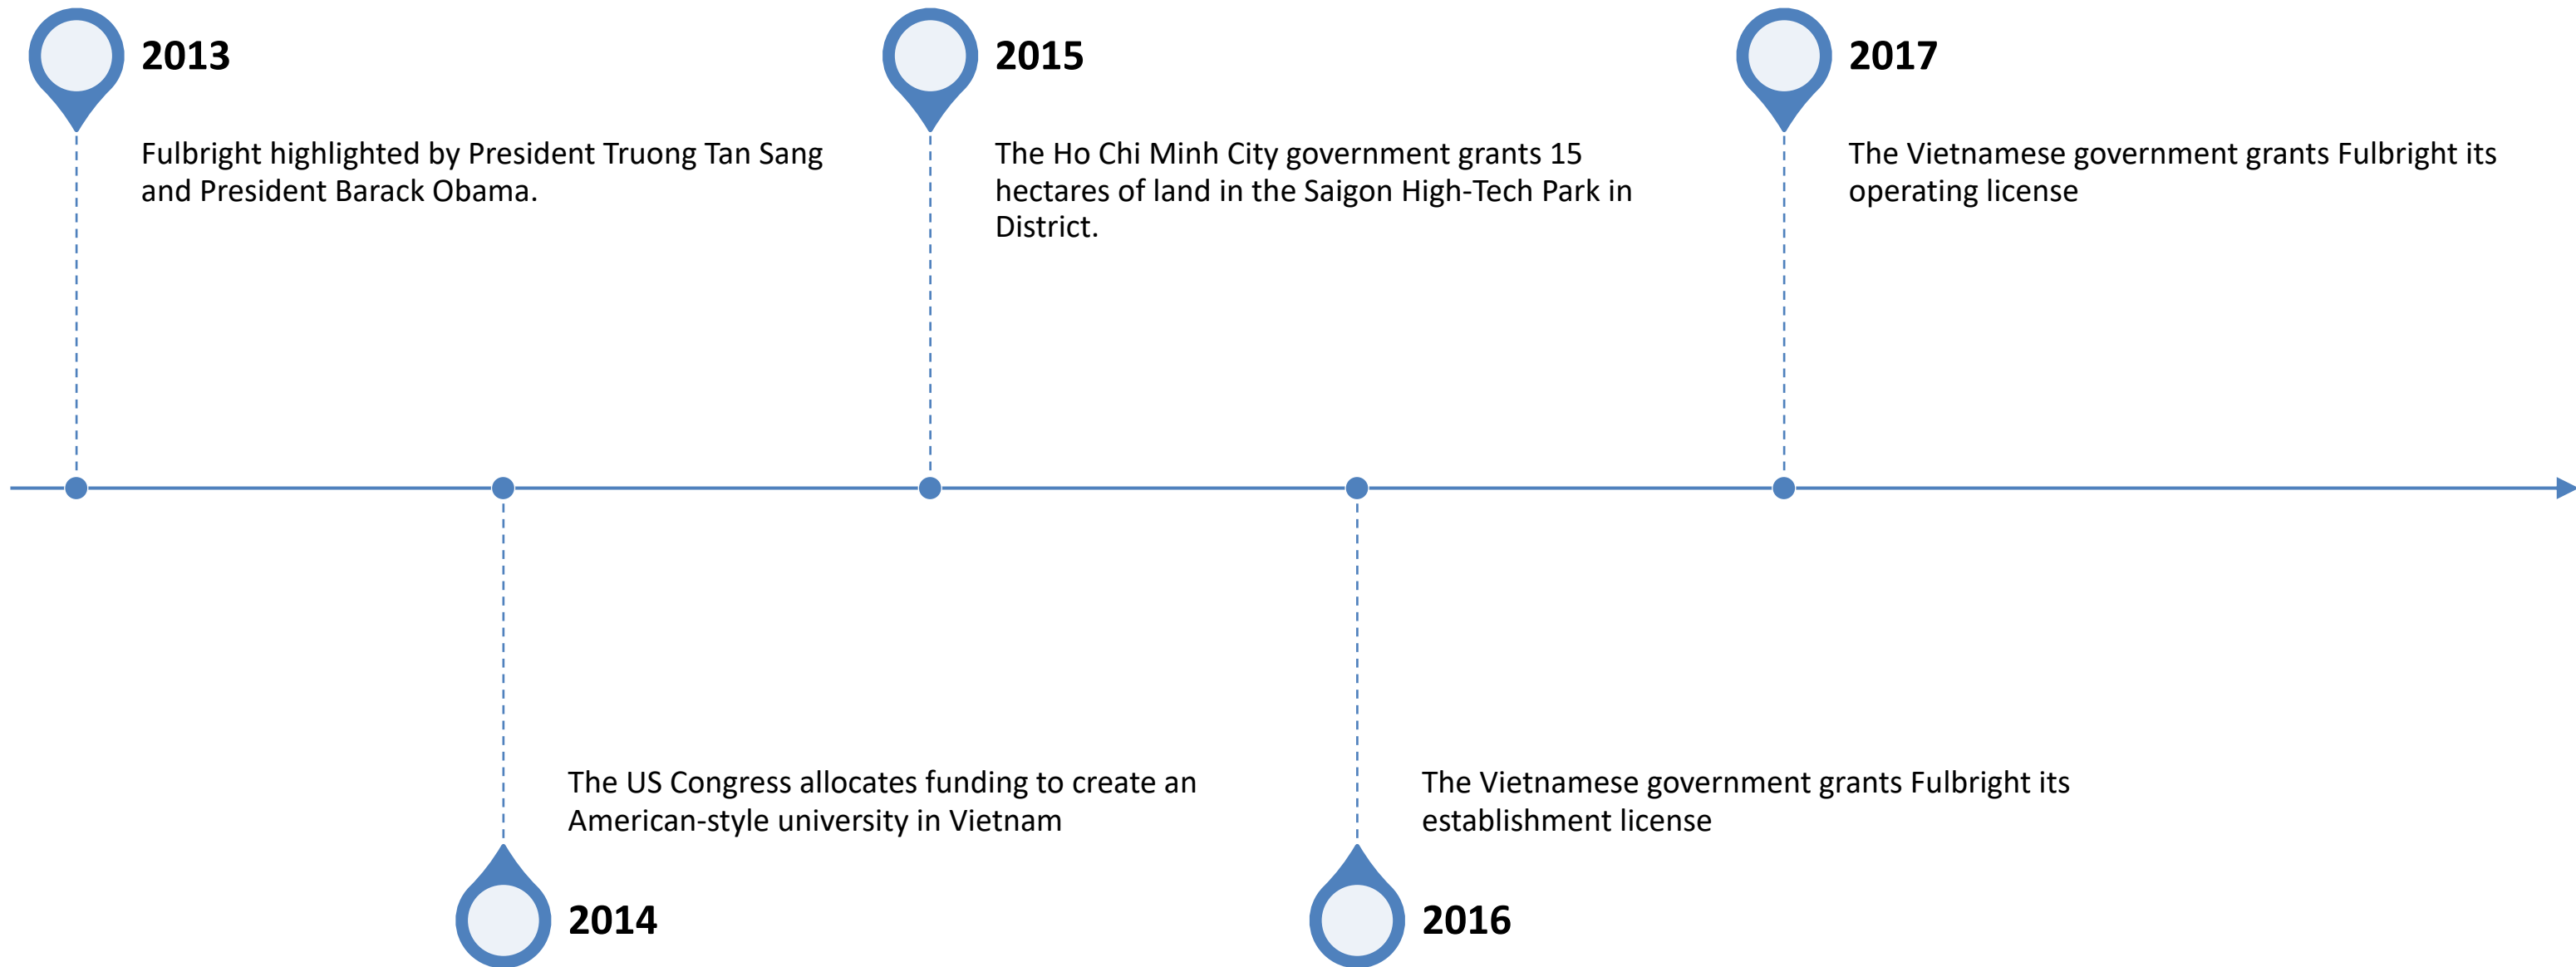 2013
Fulbright highlighted by President Truong Tan Sang
and President Barack Obama.
2015
The Ho Chi Minh City government grants 15
hectares of land in the Saigon High-Tech Park in
District.
2017
The Vietnamese government grants Fulbright its
operating license
The US Congress allocates funding to create an
American-style university in Vietnam
2014
The Vietnamese government grants Fulbright its
establishment license
2016